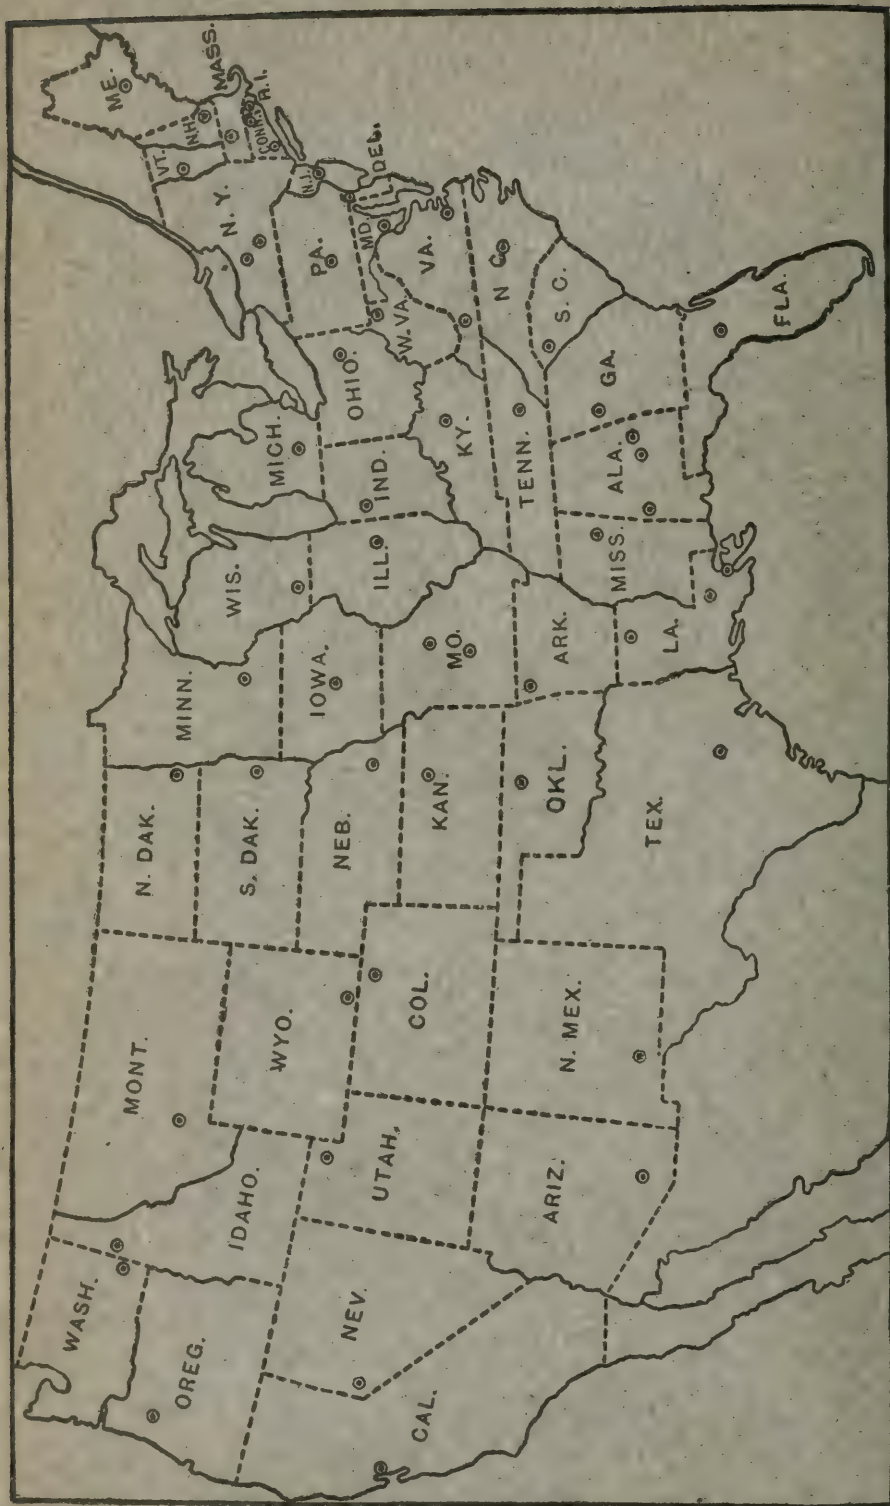 WASH.
OREG.
CAL.
NEV.
IDAHO.
MONT.
WYO.
UTAH.
ARIZ.
COL.
N. MEX.
N. DAK.
S. DAK.
NEB.
KAN.
OKL.
TEX.
MINN.
IOWA.
MO.
ARK.
LA.
WIS.
ILL.
MICH.
IND.
OHIO.
KY.
TENN.
MISS.
ALA.
GA.
FLA.
S. C.
N C.
VA.
W. VA.
MD.
DEL.
PA.
N.J.
N. Y.
CONN.
R.I.
MASS.
VT.
NH.
ME.